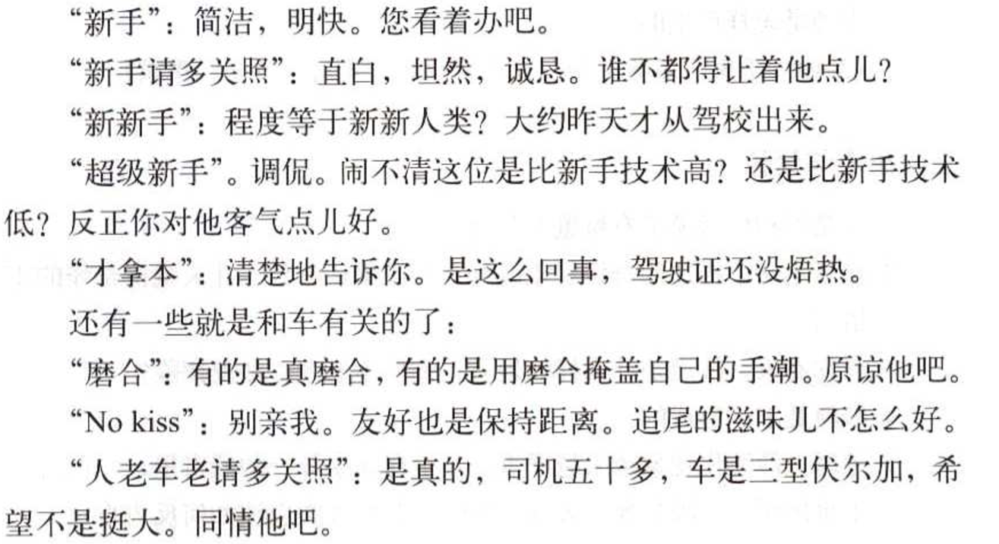 “新手”：简洁，明快。您看着办吧。
“新手请多关照”：直白，坦然，诚恳。谁不都得让着他点儿？
“新新手”：程度等于新新人类？大约昨天才从驾校出来。
“超级新手”。调侃。闹不清这位是比新手技术高？还是比新手技术
低？反正你对他客气点儿好。
“才拿本”：清楚地告诉你。是这么回事，驾驶证还没焐热。
还有一些就是和车有关的了：
“磨合”：有的是真磨合，有的是用磨合掩盖自己的手潮。原谅他吧。
“No kiss”：别亲我。友好也是保持距离。追尾的滋味儿不怎么好。
“人老车老请多关照”：是真的，司机五十多，车是三型伏尔加，希
望不是挺大。同情他吧。